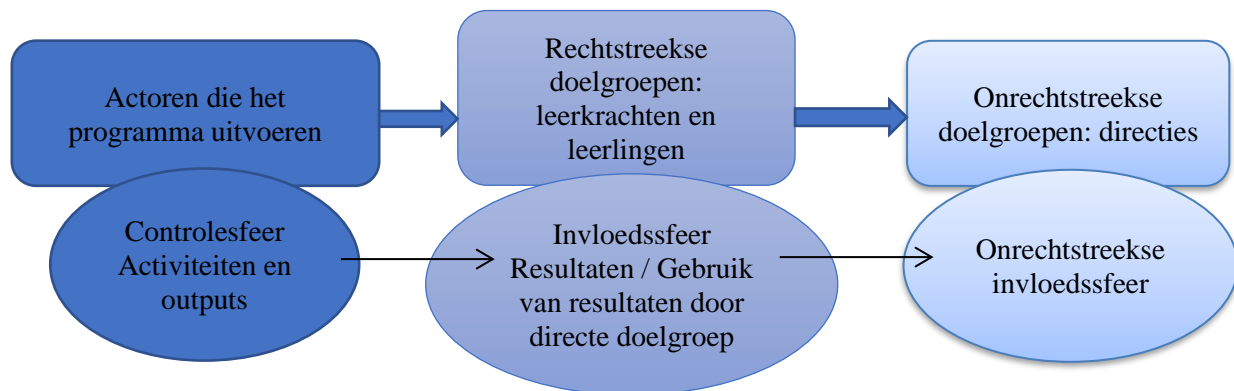 Actoren die het
programma uitvoeren
Rechtstreekse
doelgroepen:
leerkrachten en
leerlingen
Onrechtstreekse
doelgroepen: directies
Controlesfeer
Activiteiten en
outputs
Invloedssfeer
Resultaten / Gebruik
van resultaten door
directe doelgroep
Onrechtstreekse
invloedssfeer